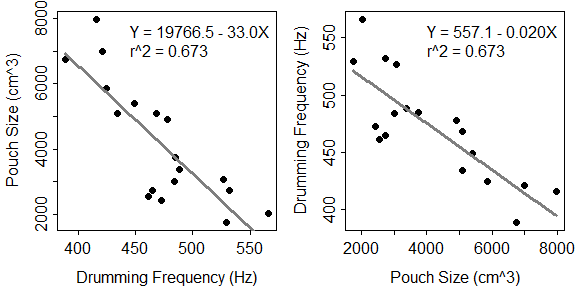 Y = 19766.5 - 33.0X
r^2 = 0.673
Pouch Size (cm^3)
2000 4000 6000 8000
400 450 500 550
Drumming Frequency (Hz)
Y = 557.1 - 0.020X
r^2 = 0.673
Drumming Frequency (Hz)
400 450 500 550
2000 4000 6000 8000
Pouch Size (cm^3)